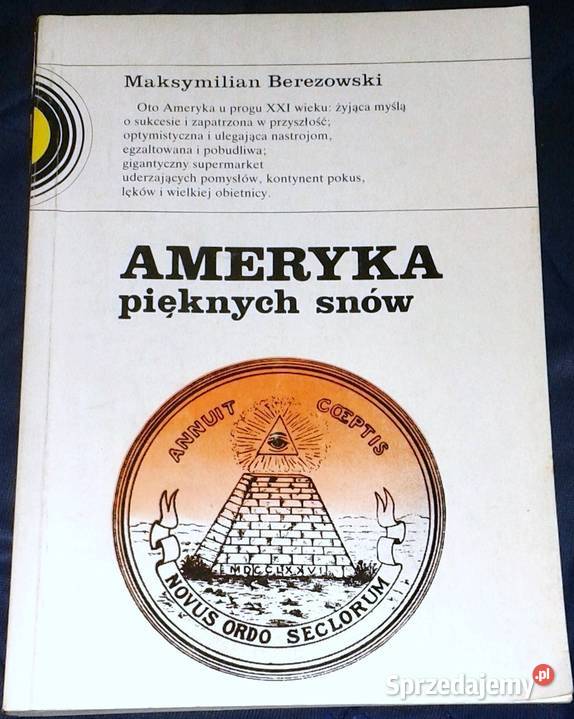 Maksymilian Berezowski
Oto Ameryka u progu XXI wieku: żyjąca myślą
o sukcesie i zapatrzona w przyszłość;
optymistyczna i ulegająca nastrojom,
egzaltowana i pobudliwa;
gigantyczny supermarket
uderzających pomysłów, kontynent pokus,
lęków i wielkiej obietnicy.
AMERYKA
pięknych snów
ANNUIT CŒPTIS
MDCCLXXVI
NOVUS ORDO SECLORUM
Sprzedajemy.pl